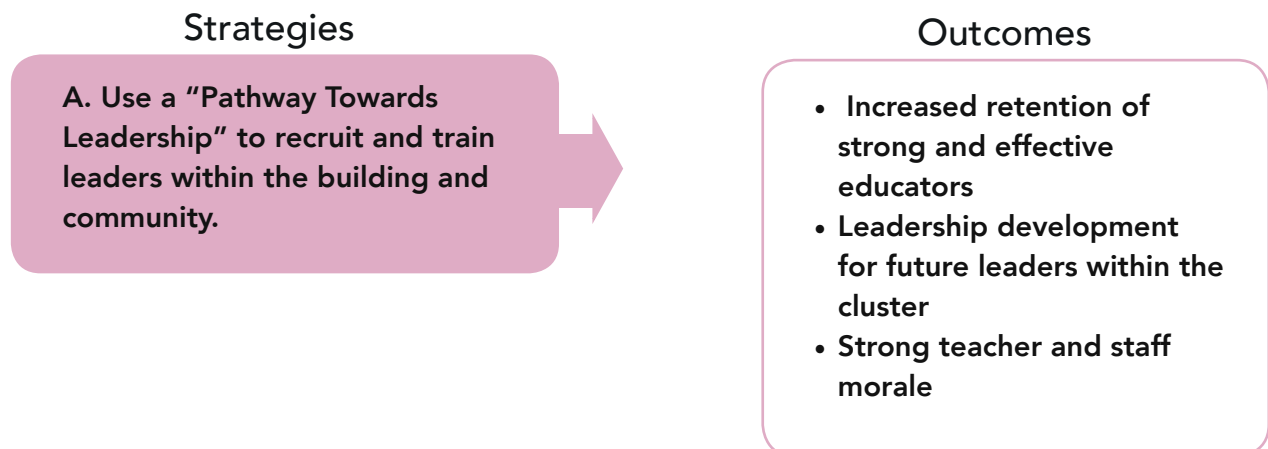 Strategies
A. Use a “Pathway Towards
Leadership” to recruit and train
leaders within the building and
community.
Outcomes
• Increased retention of
strong and effective
educators
• Leadership development
for future leaders within the
cluster
• Strong teacher and staff
morale